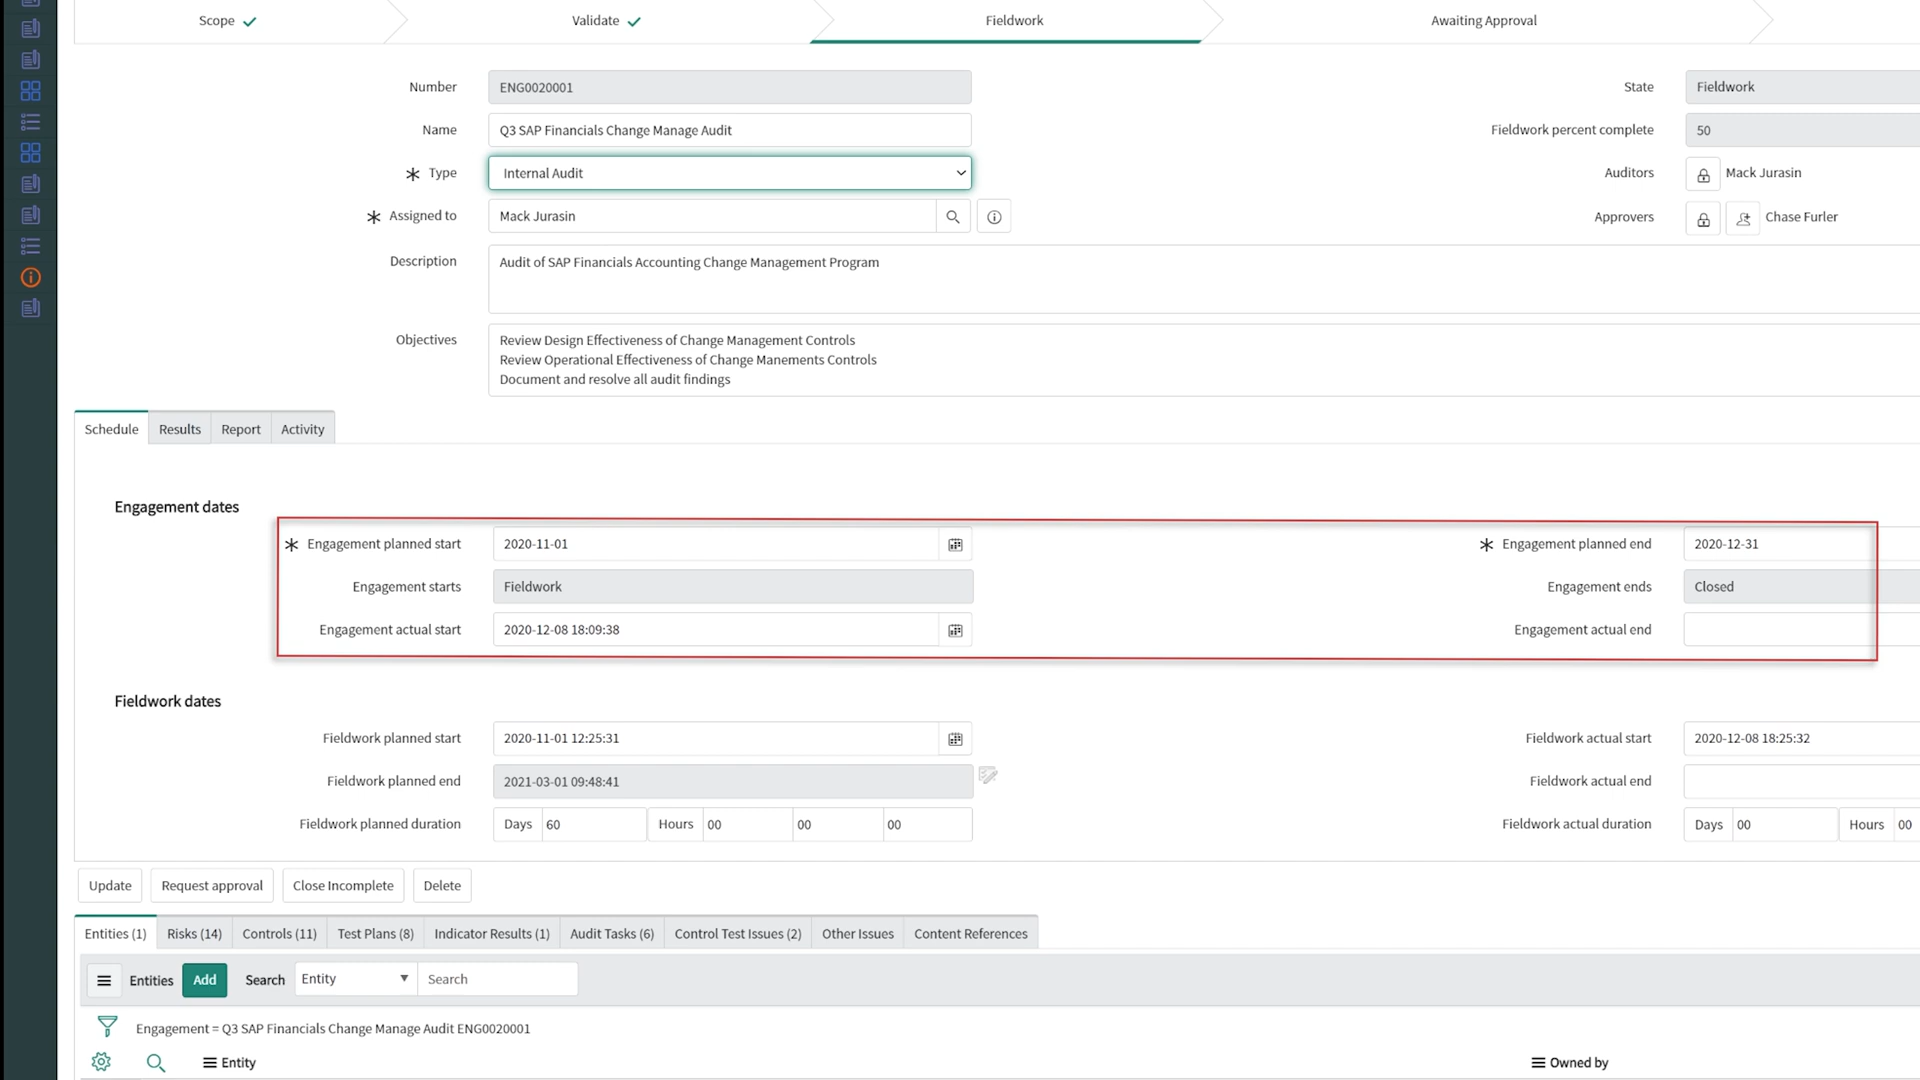 Scope
Validate
Fieldwork
Awaiting Approval
Number ENG0020001 State Fieldwork
Name Q3 SAP Financials Change Manage Audit Fieldwork percent complete 50
Type Internal Audit Auditors Mack Jurasin
Assigned to Mack Jurasin Approvers Chase Furler
Description Audit of SAP Financials Accounting Change Management Program
Objectives Review Design Effectiveness of Change Management Controls
Review Operational Effectiveness of Change Manements Controls
Document and resolve all audit findings
Schedule Results Report Activity
Engagement dates
Engagement planned start 2020-11-01 Engagement planned end 2020-12-31
Engagement starts Fieldwork Engagement ends Closed
Engagement actual start 2020-12-08 18:09:38 Engagement actual end
Fieldwork dates
Fieldwork planned start 2020-11-01 12:25:31 Fieldwork actual start 2020-12-08 18:25:32
Fieldwork planned end 2021-03-01 09:48:41 Fieldwork actual end
Fieldwork planned duration Days 60 Hours 00 00 00 Fieldwork actual duration Days 00 Hours 00
Update Request approval Close Incomplete Delete
Entities (1) Risks (14) Controls (11) Test Plans (8) Indicator Results (1) Audit Tasks (6) Control Test Issues (2) Other Issues Content References
Entities Add Search Entity Search
Engagement = Q3 SAP Financials Change Manage Audit ENG0020001
Entity Owned by